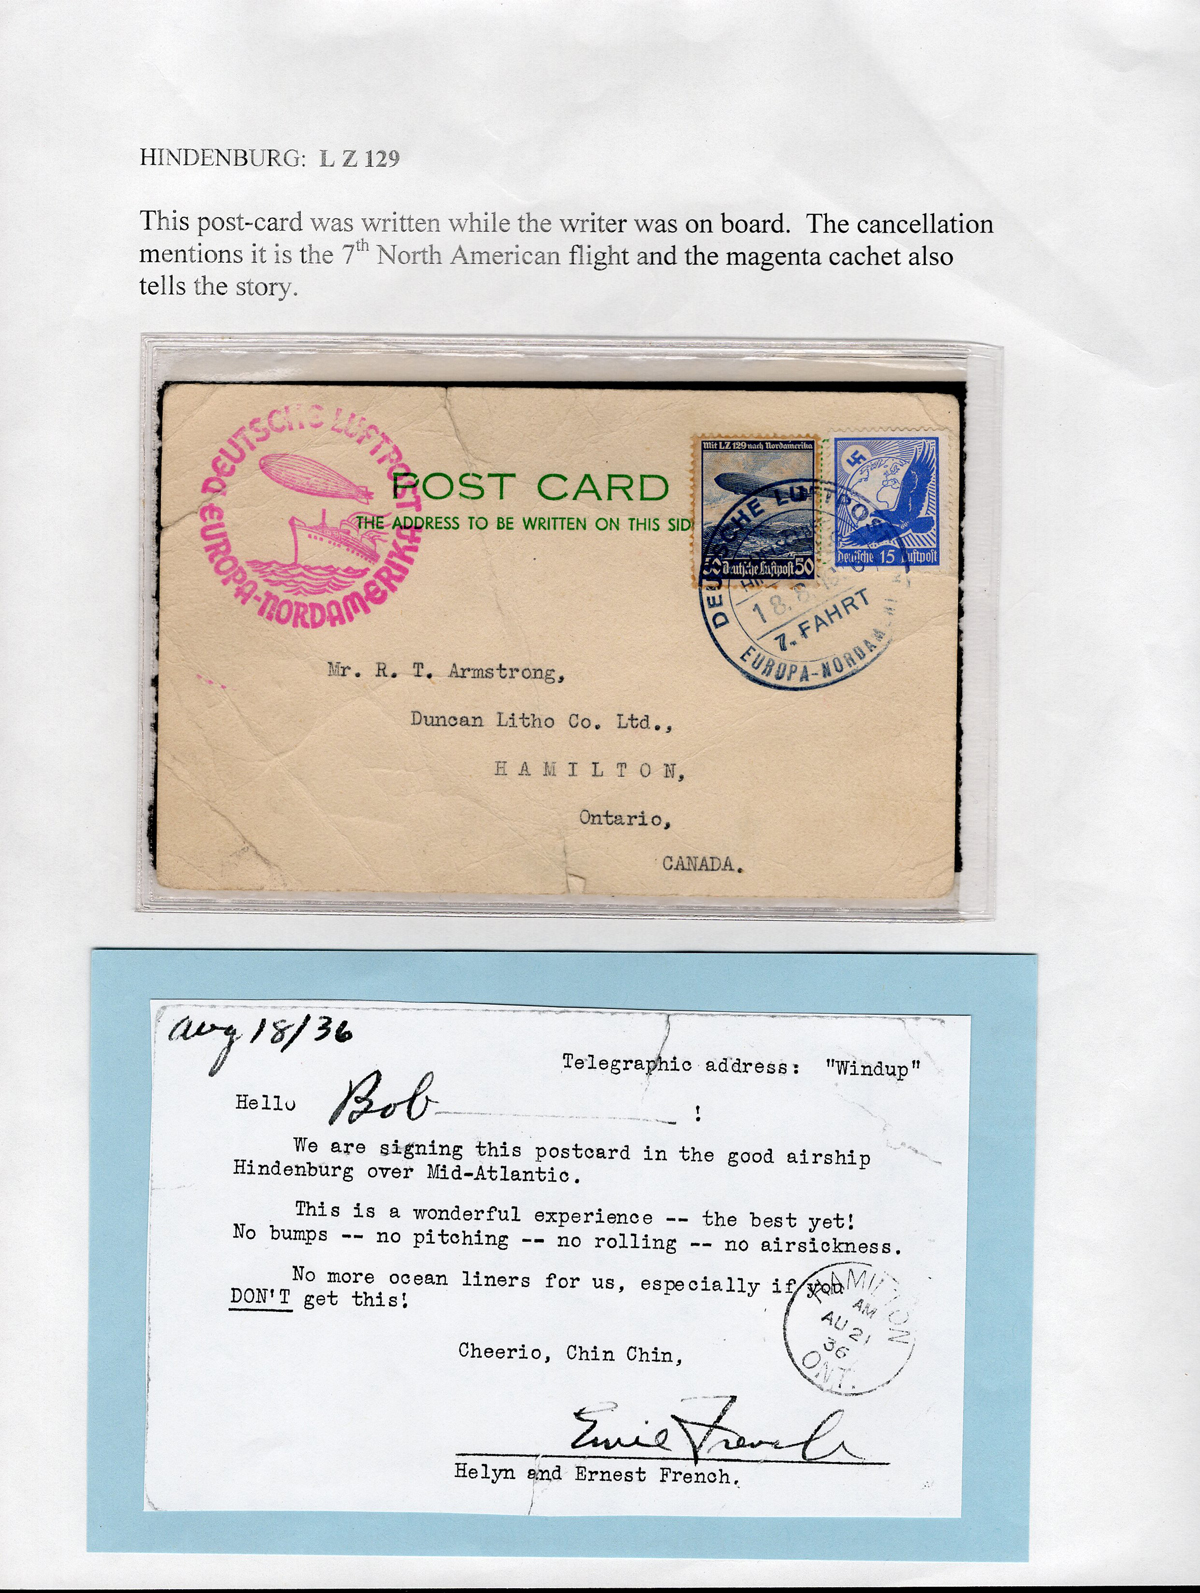 HINDENBURG: L Z 129
This post-card was written while the writer was on board. The cancellation
mentions it is the 7th North American flight and the magenta cachet also
tells the story.
DEUTSCHE LUFTPOST
EUROPA-NORDAMERIKA
POST CARD
THE ADDRESS TO BE WRITTEN ON THIS SID
Mit LZ 129 nach Nordamerika
50 Deutsche Luftpost 50
Deutsche 15 Luftpost
DEUTSCHE LUFTPOST
18. 8.
7. FAHRT
EUROPA-NORDAM
Mr. R. T. Armstrong,
Duncan Litho Co. Ltd.,
HAMILTON,
Ontario,
CANADA.
Aug 18/36
Telegraphic address: "Windup"
Hello Bob !
We are signing this postcard in the good airship
Hindenburg over Mid-Atlantic.
This is a wonderful experience -- the best yet!
No bumps -- no pitching -- no rolling -- no airsickness.
No more ocean liners for us, especially if you
DON'T get this!
HAMILTON
AM
AU 21
36
ONT.
Cheerio, Chin Chin,
Ernie French
Helyn and Ernest French.